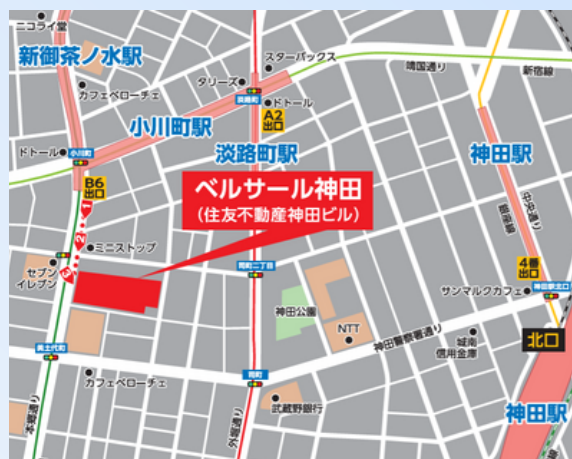 ニコライ堂
新御茶ノ水駅
スターバックス
靖国通り
新宿線
タリーズ
カフェベローチェ
淡路町
ドトール
A2
出口
小川町駅
淡路町駅
神田駅
ドトール
小川町
B6
出口
ベルサール神田
(住友不動産神田ビル)
中央通り
銀座線
1
2
3
ミニストップ
セブン
イレブン
司町二丁目
4番
出口
神田駅北口
サンマルクカフェ
神田公園
NTT
神田警察署通り
城南
信用金庫
北口
美土代町
カフェベローチェ
司町
武蔵野銀行
神田駅
本郷通り
外堀通り